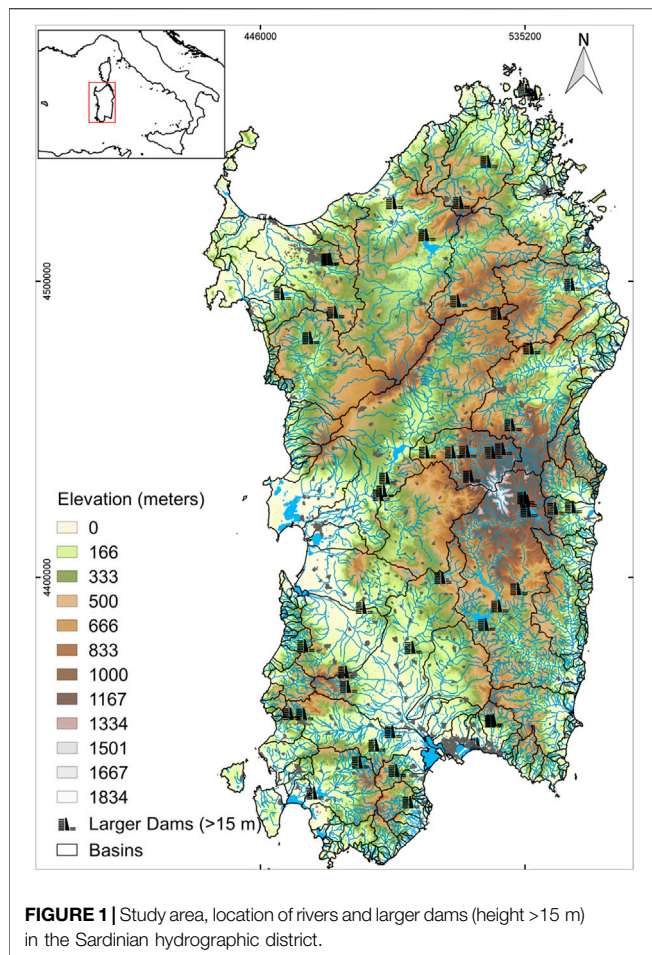 446000
535200
N
4500000
4400000
Elevation (meters)
0
166
333
500
666
833
1000
1167
1334
1501
1667
1834
Larger Dams (>15 m)
Basins
FIGURE 1 | Study area, location of rivers and larger dams (height >15 m)
in the Sardinian hydrographic district.